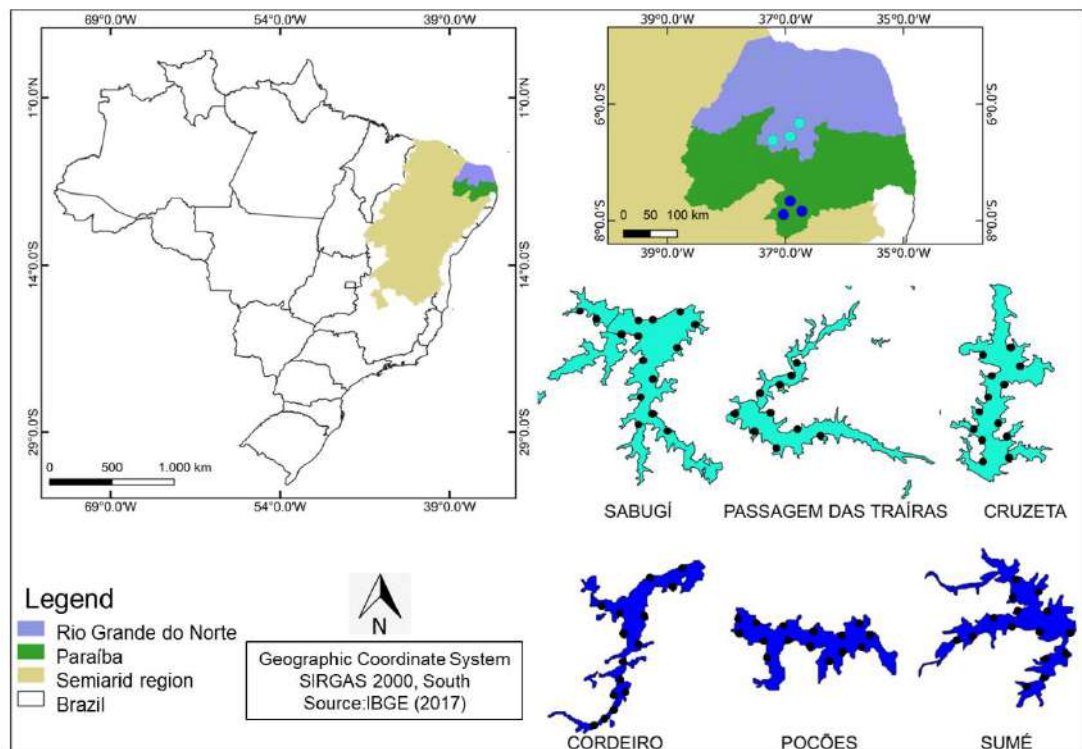 69°0.0'W
54°0.0'W
39°0.0'W
1°0.0'N
14°0.0'S
29°0.0'S
0
500
1.000 km
69°0.0'W
54°0.0'W
39°0.0'W
39°0.0'W
37°0.0'W
35°0.0'W
6°0.0'S
8°0.0'S
6°0.0'S
8°0.0'S
0 50 100 km
39°0.0'W
37°0.0'W
35°0.0'W
1°0.0'N
14°0.0'S
29°0.0'S
SABUGÍ
PASSAGEM DAS TRAÍRAS
CRUZETA
CORDEIRO
POÇÕES
SUMÉ
Legend
Rio Grande do Norte
Paraíba
Semiarid region
Brazil
N
Geographic Coordinate System
SIRGAS 2000, South
Source:IBGE (2017)